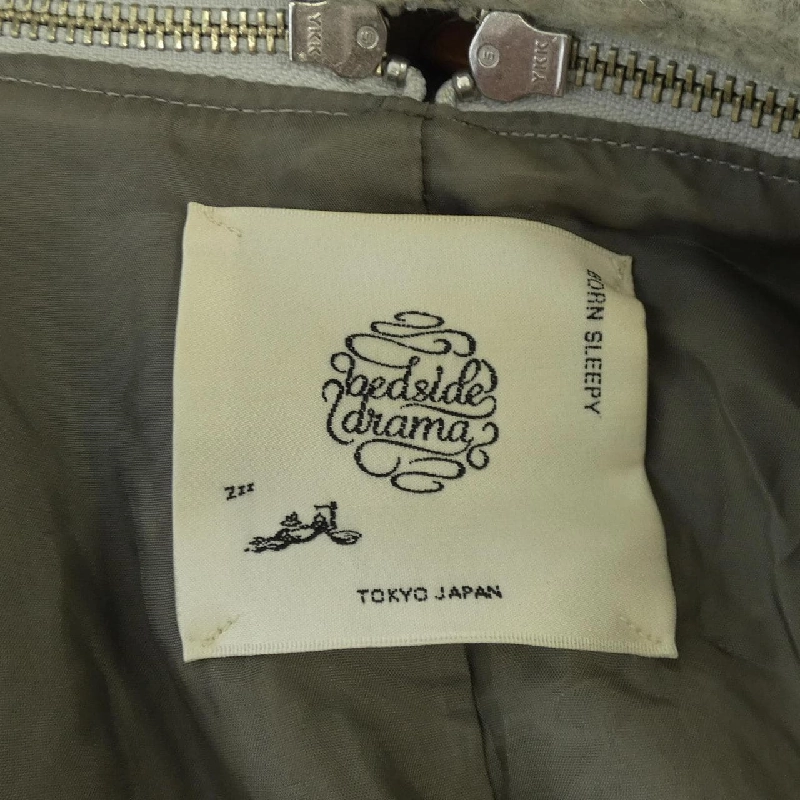 YKK
YKK
BORN SLEEPY
bedside
drama
zzz
TOKYO JAPAN